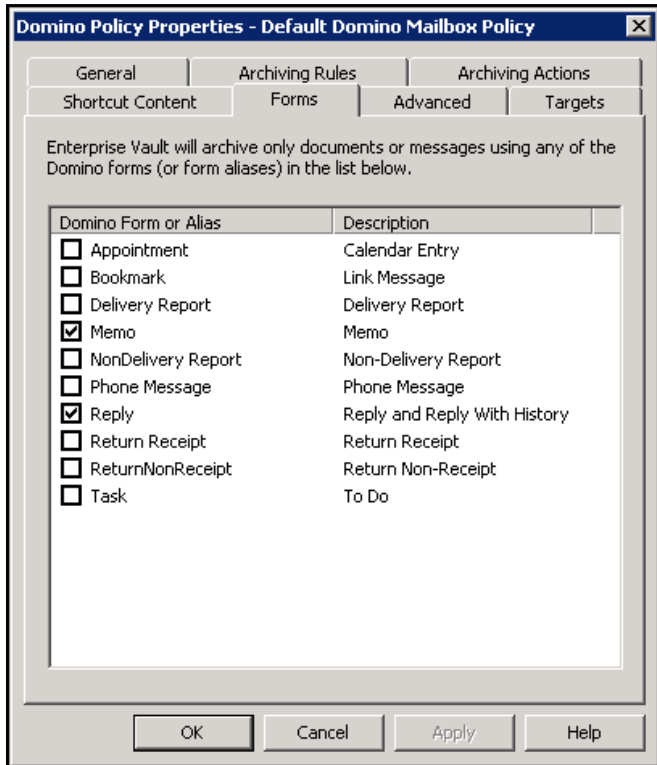 Domino Policy Properties - Default Domino Mailbox Policy
General Archiving Rules Archiving Actions
Shortcut Content Forms Advanced Targets
Enterprise Vault will archive only documents or messages using any of the
Domino forms (or form aliases) in the list below.
Domino Form or Alias Description
Appointment Calendar Entry
Bookmark Link Message
Delivery Report Delivery Report
Memo Memo
NonDelivery Report Non-Delivery Report
Phone Message Phone Message
Reply Reply and Reply With History
Return Receipt Return Receipt
ReturnNonReceipt Return Non-Receipt
Task To Do
OK Cancel Apply Help